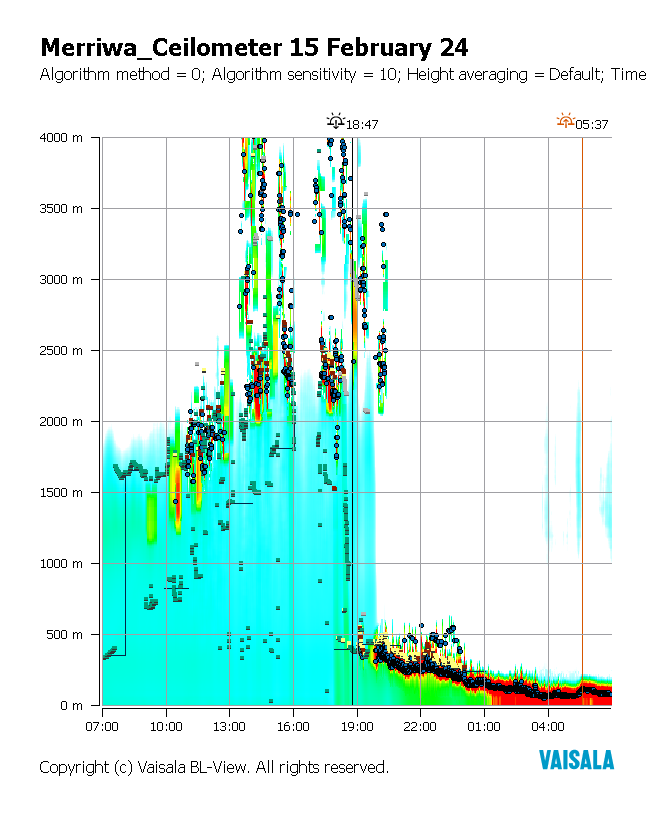 Merriwa_Ceilometer 15 February 24
Algorithm method = 0; Algorithm sensitivity = 10; Height averaging = Default; Time
18:47
05:37
4000 m
3500 m
3000 m
2500 m
2000 m
1500 m
1000 m
500 m
0 m
07:00 10:00 13:00 16:00 19:00 22:00 01:00 04:00
Copyright (c) Vaisala BL-View. All rights reserved.
VAISALA